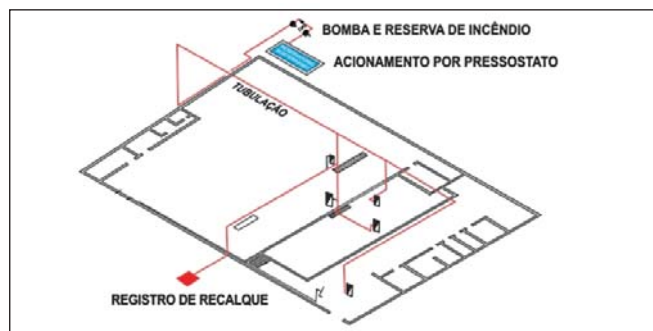 BOMBA E RESERVA DE INCÊNDIO
ACIONAMENTO POR PRESSOSTATO
TUBULAÇÃO
REGISTRO DE RECALQUE